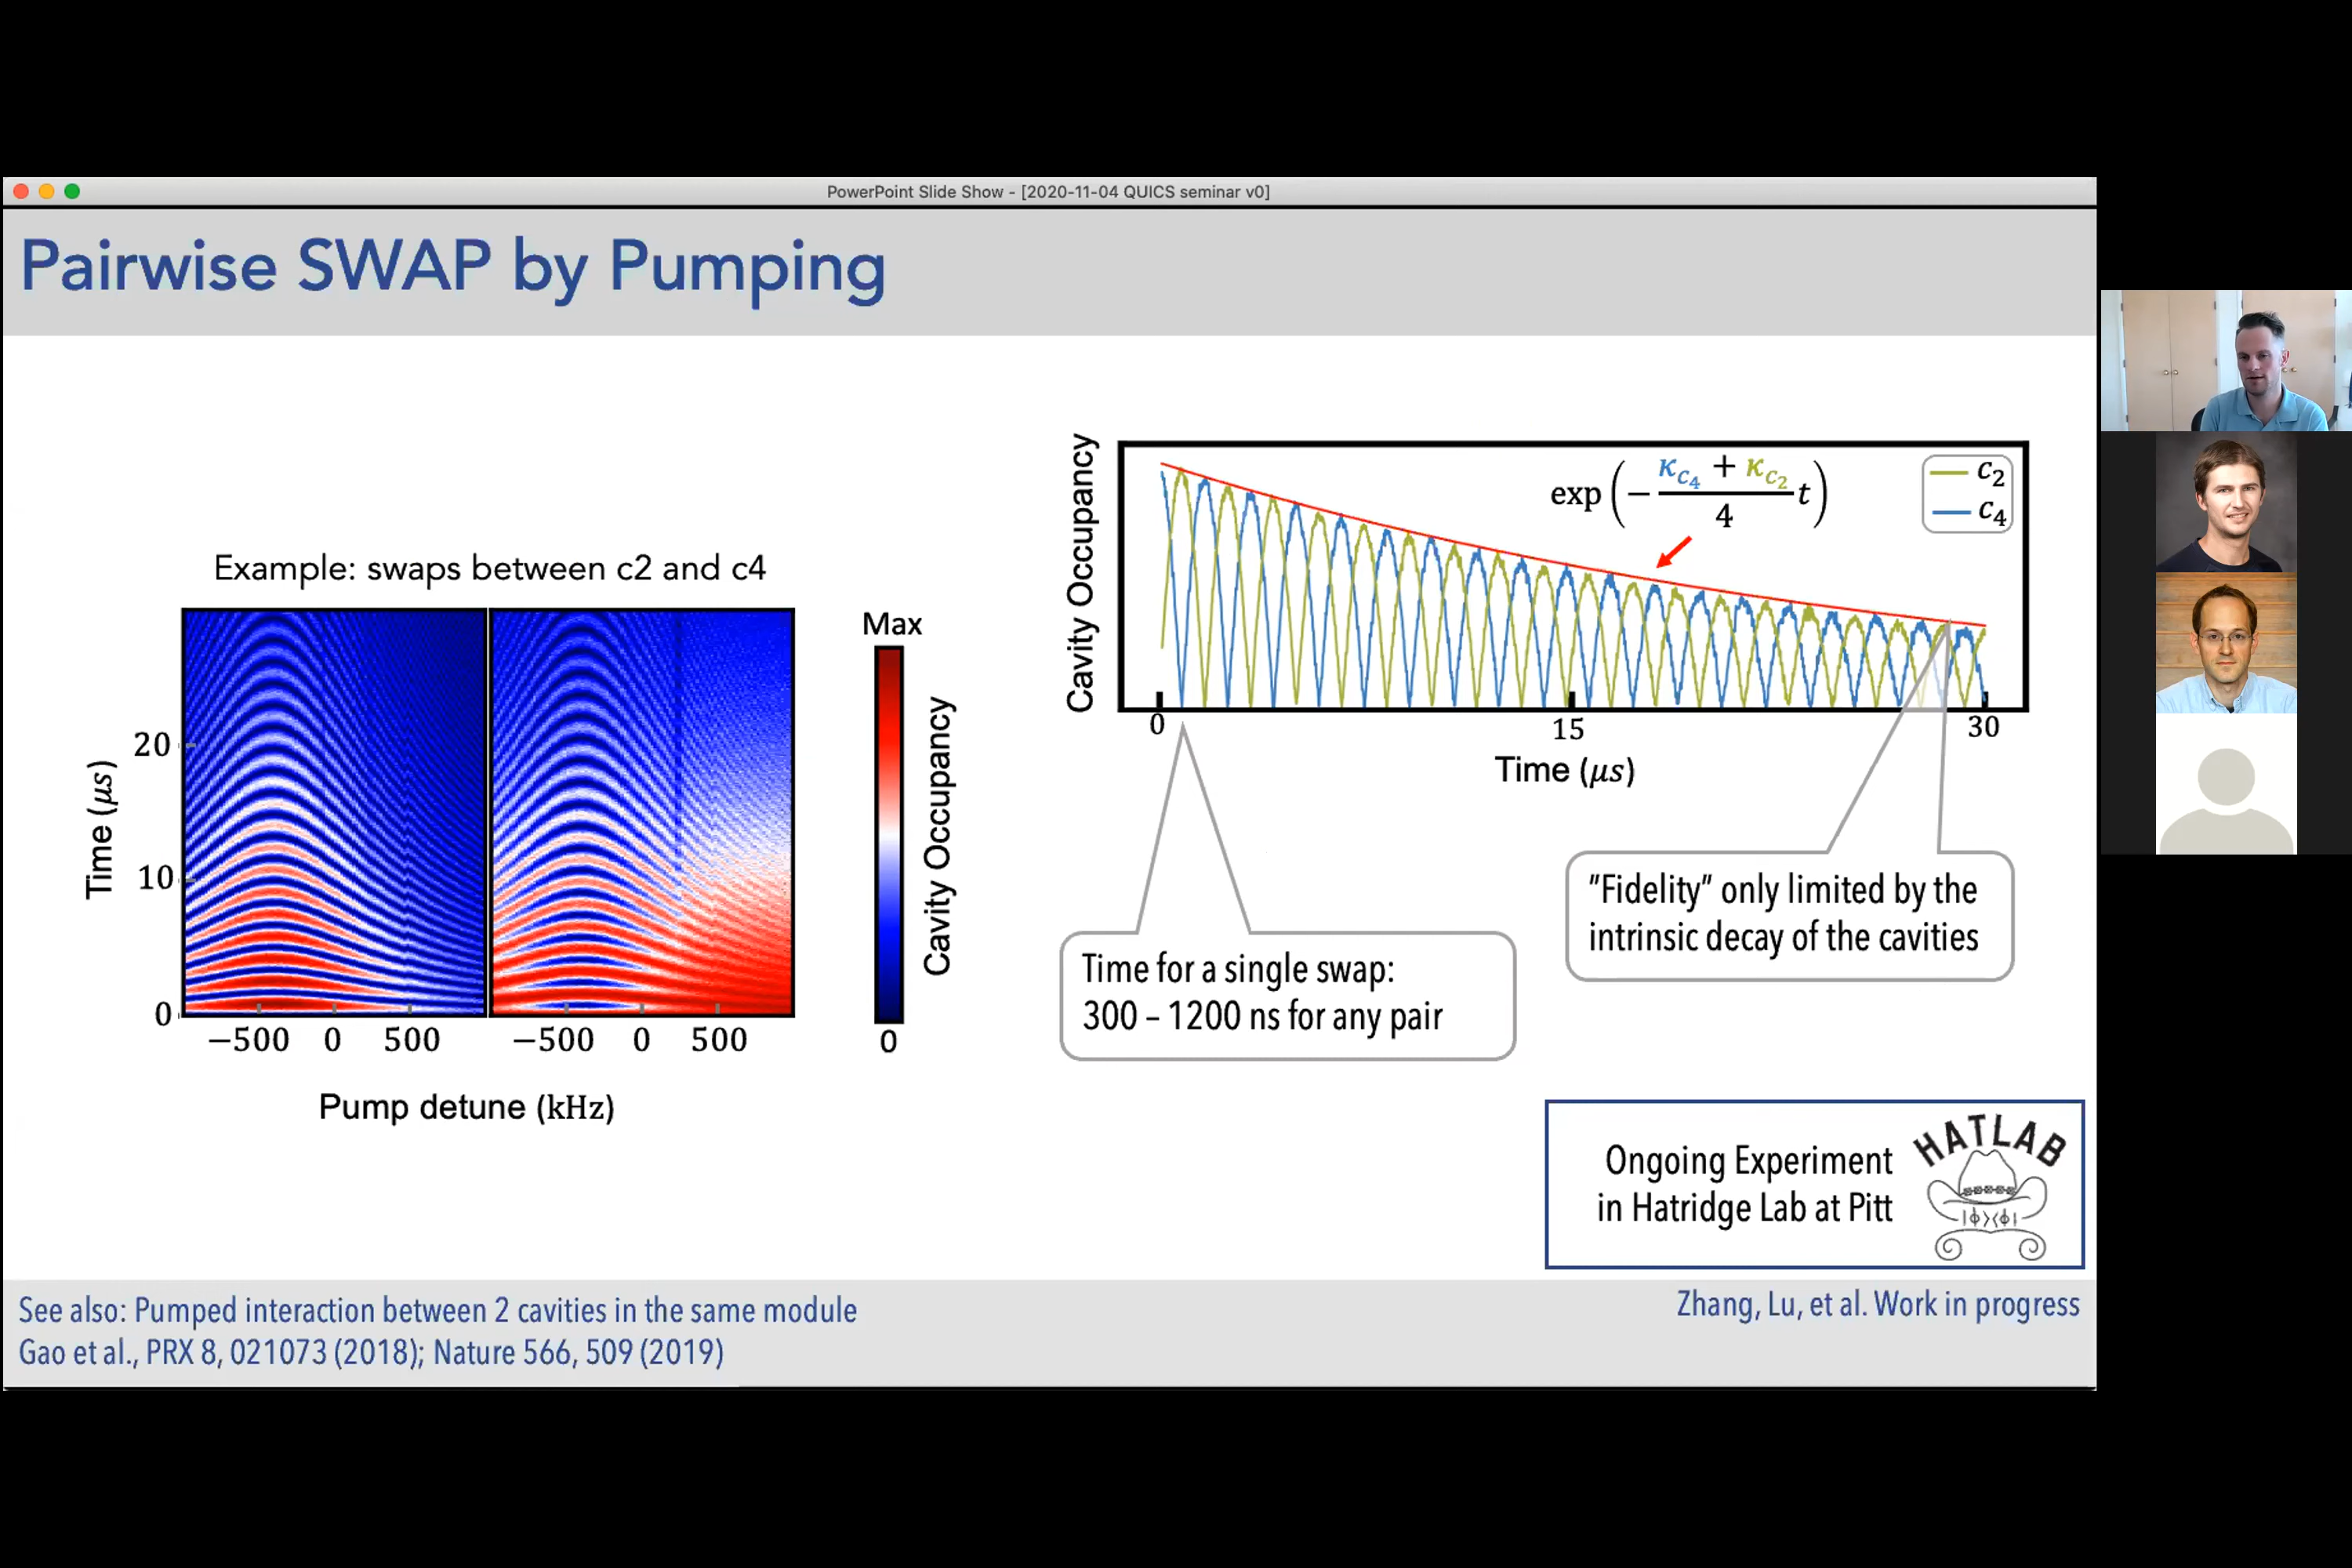 PowerPoint Slide Show - [2020-11-04 QUICS seminar v0]
Pairwise SWAP by Pumping
Example: swaps between c2 and c4
Time (μs)
20
10
0
−500 0 500
−500 0 500
Pump detune (kHz)
Max
0
Cavity Occupancy
Cavity Occupancy
exp(−(κc4 + κc2)/4 t)
c2
c4
0
15
30
Time (μs)
Time for a single swap:
300 – 1200 ns for any pair
"Fidelity" only limited by the
intrinsic decay of the cavities
Ongoing Experiment
in Hatridge Lab at Pitt
HATLAB
|ϕ⟩⟨ϕ|
See also: Pumped interaction between 2 cavities in the same module
Gao et al., PRX 8, 021073 (2018); Nature 566, 509 (2019)
Zhang, Lu, et al. Work in progress